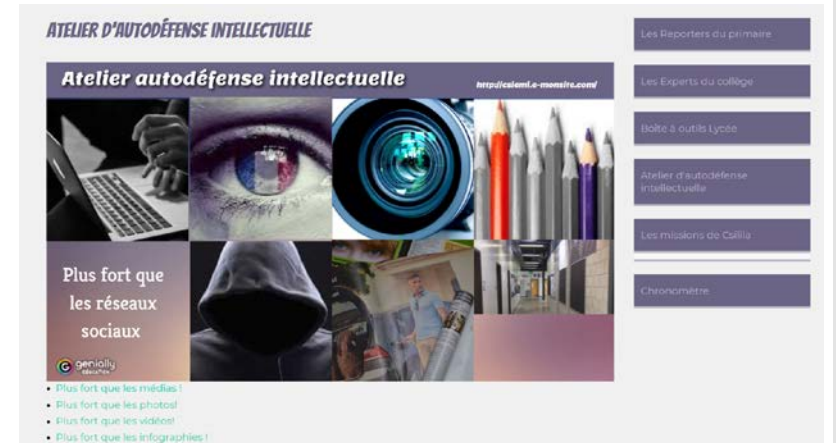 ATELIER D'AUTODÉFENSE INTELLECTUELLE
Atelier autodéfense intellectuelle
http://csiemi.e-monsite.com/
Plus fort que
les réseaux
sociaux
genially
Plus fort que les médias !
Plus fort que les photos!
Plus fort que les vidéos!
Plus fort que les infographies !
Les Reporters du primaire
Les Experts du collège
Boîte à outils Lycée
Atelier d'autodéfense
intellectuelle
Les missions de Csilla
Chronomètre